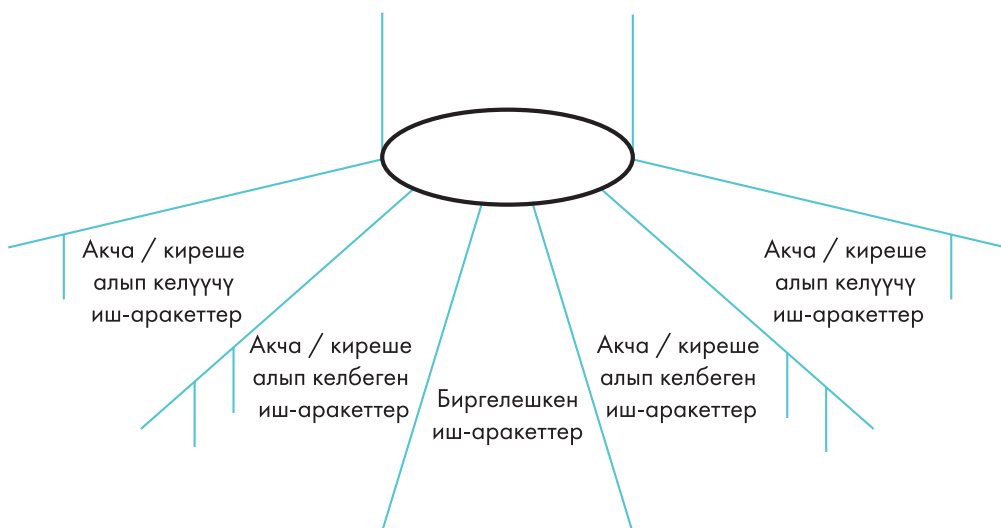 Акча / киреше
алып келүүчү
иш-аракеттер
Акча / киреше
алып келбеген
иш-аракеттер
Биргелешкен
иш-аракеттер
Акча / киреше
алып келбеген
иш-аракеттер
Акча / киреше
алып келүүчү
иш-аракеттер